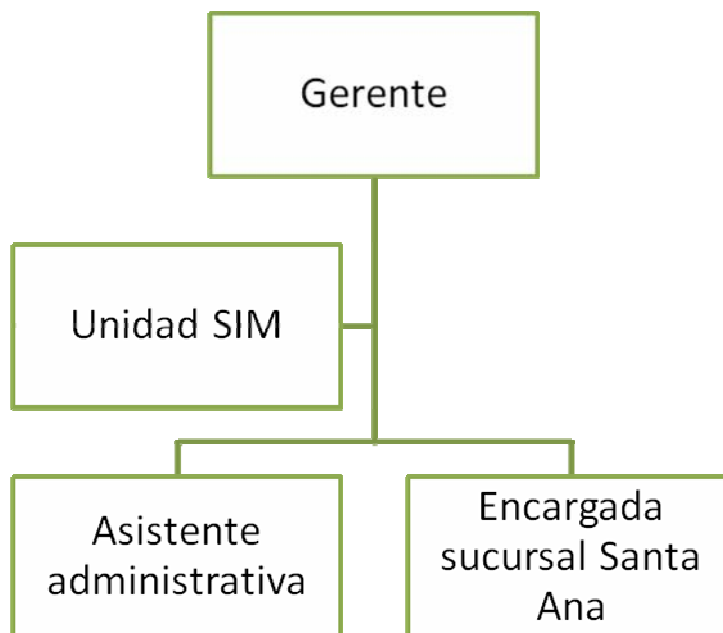 Gerente
Unidad SIM
Asistente
administrativa
Encargada
sucursal Santa
Ana